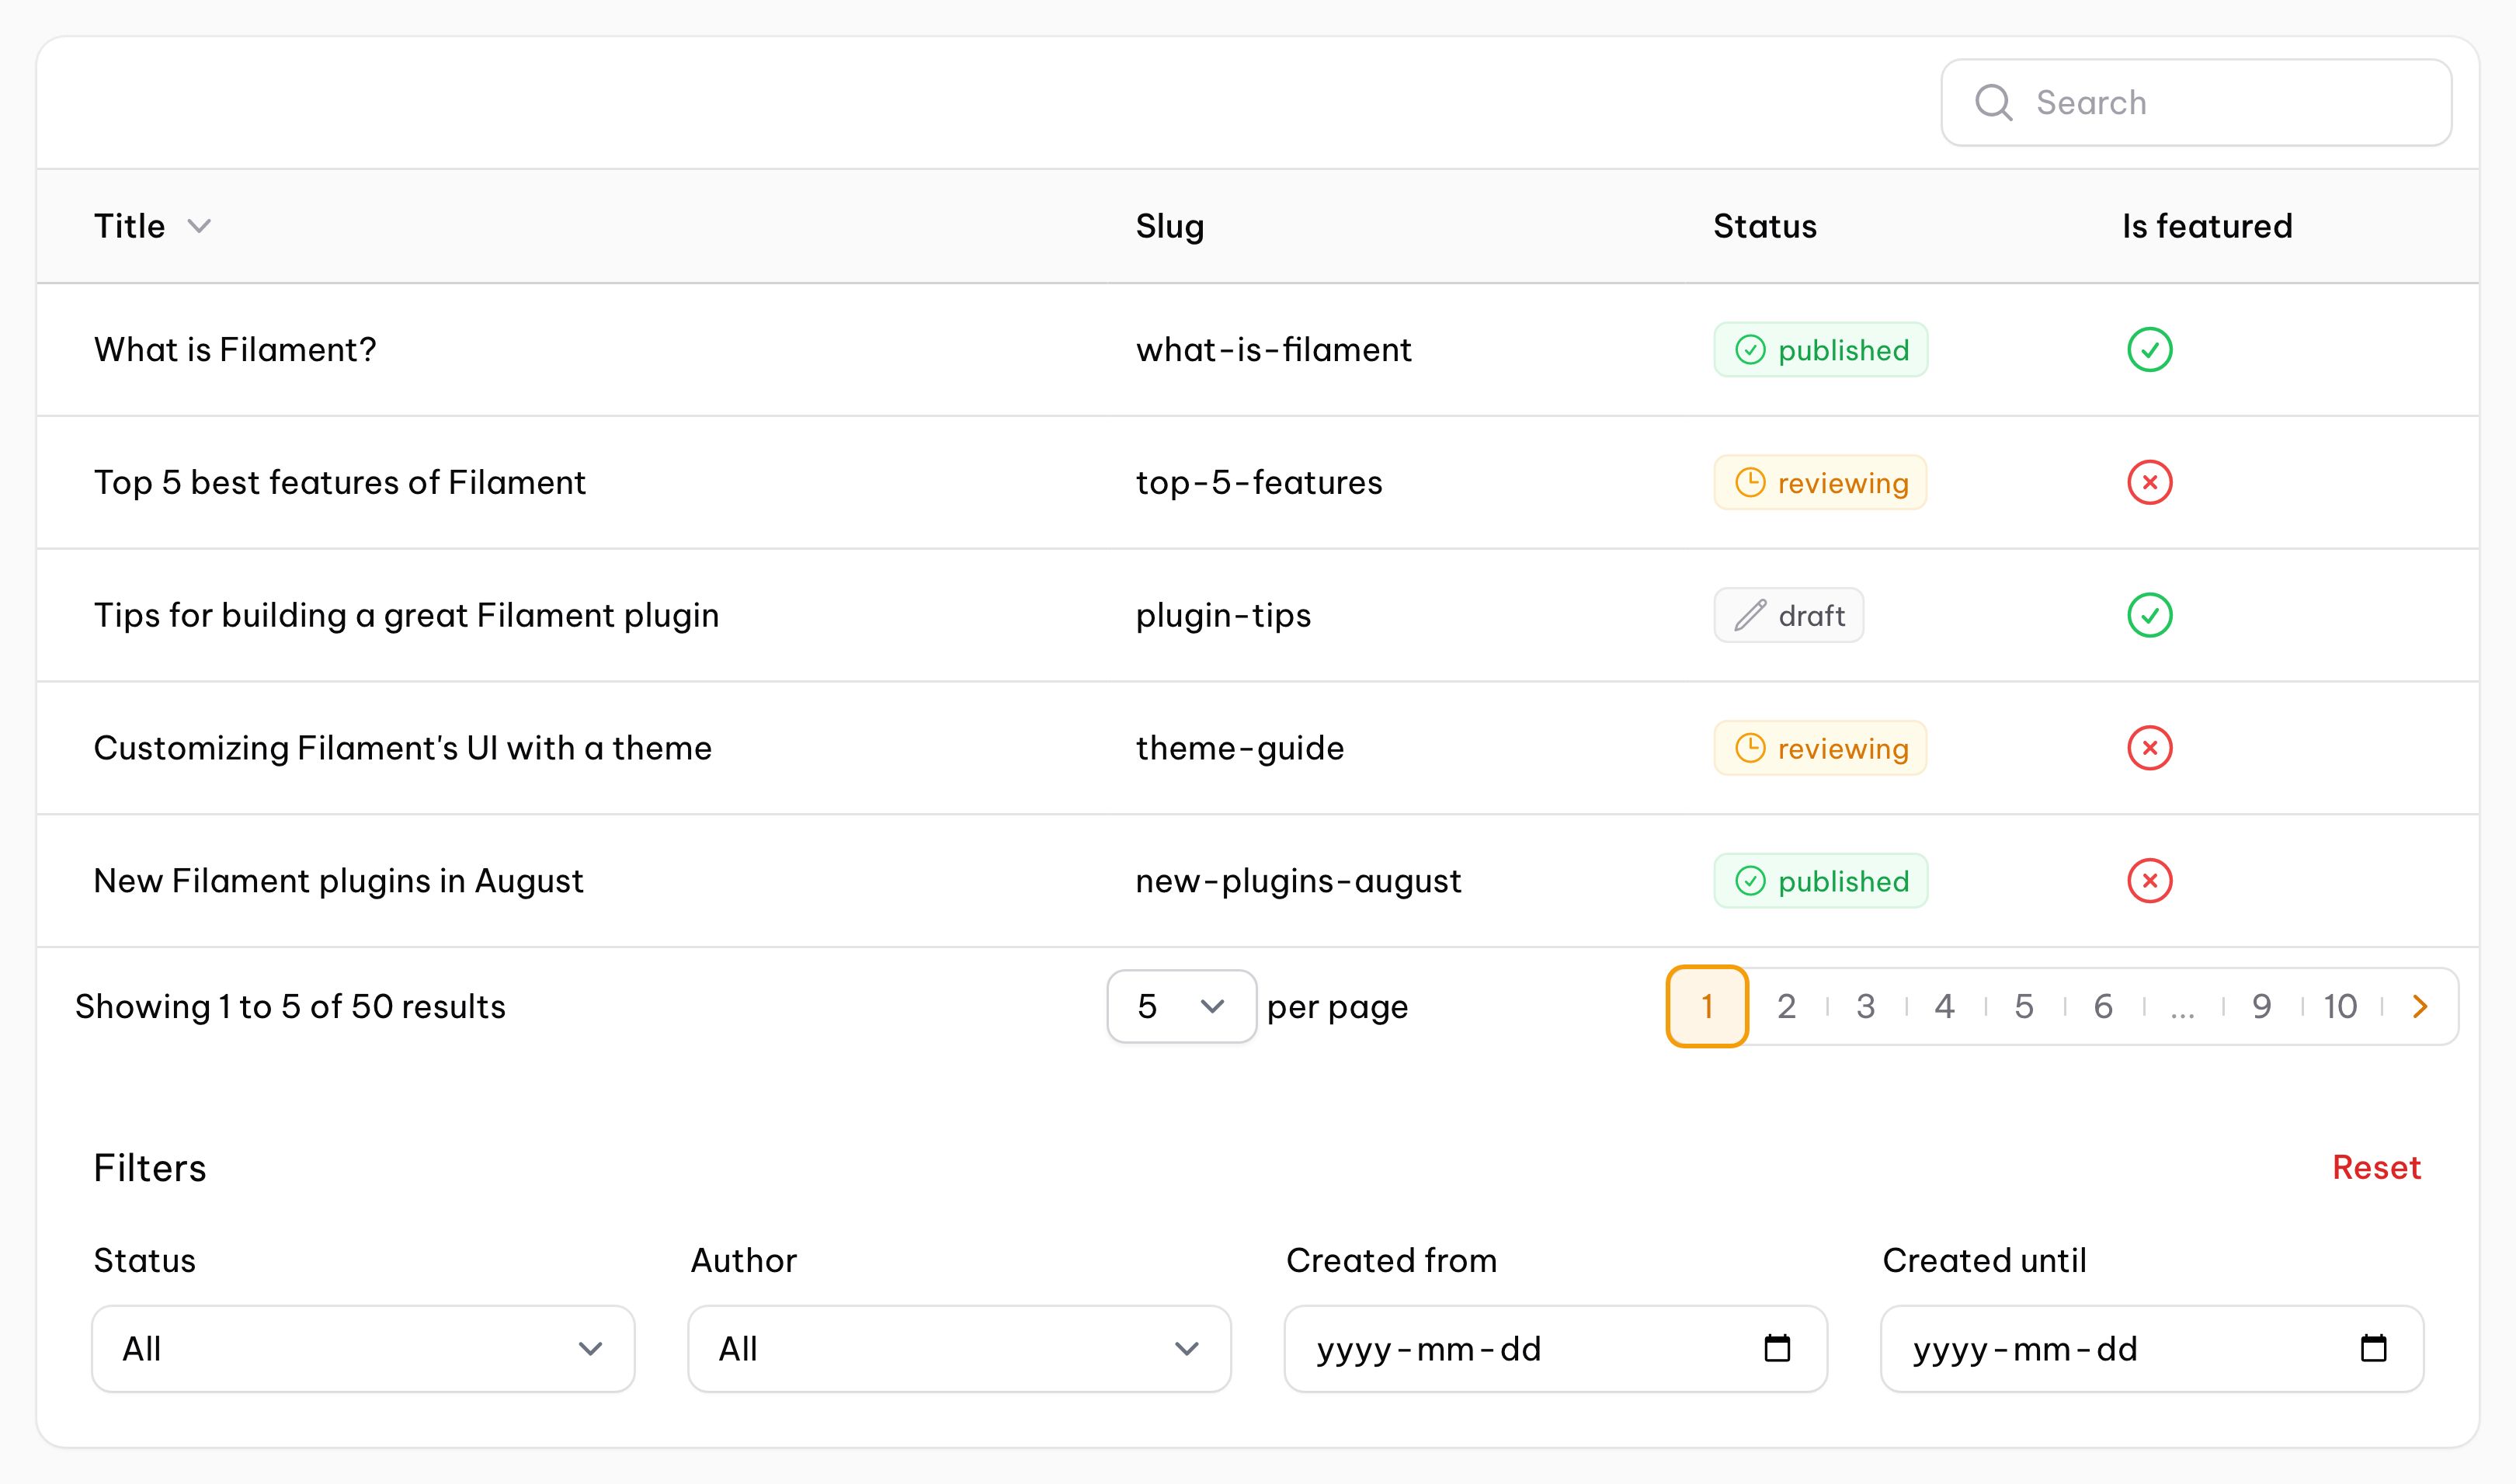 Search
Title Slug Status Is featured
What is Filament? what-is-filament published
Top 5 best features of Filament top-5-features reviewing
Tips for building a great Filament plugin plugin-tips draft
Customizing Filament's UI with a theme theme-guide reviewing
New Filament plugins in August new-plugins-august published
Showing 1 to 5 of 50 results 5 per page 1 2 3 4 5 6 ... 9 10
Filters Reset
Status Author Created from Created until
All All yyyy-mm-dd yyyy-mm-dd